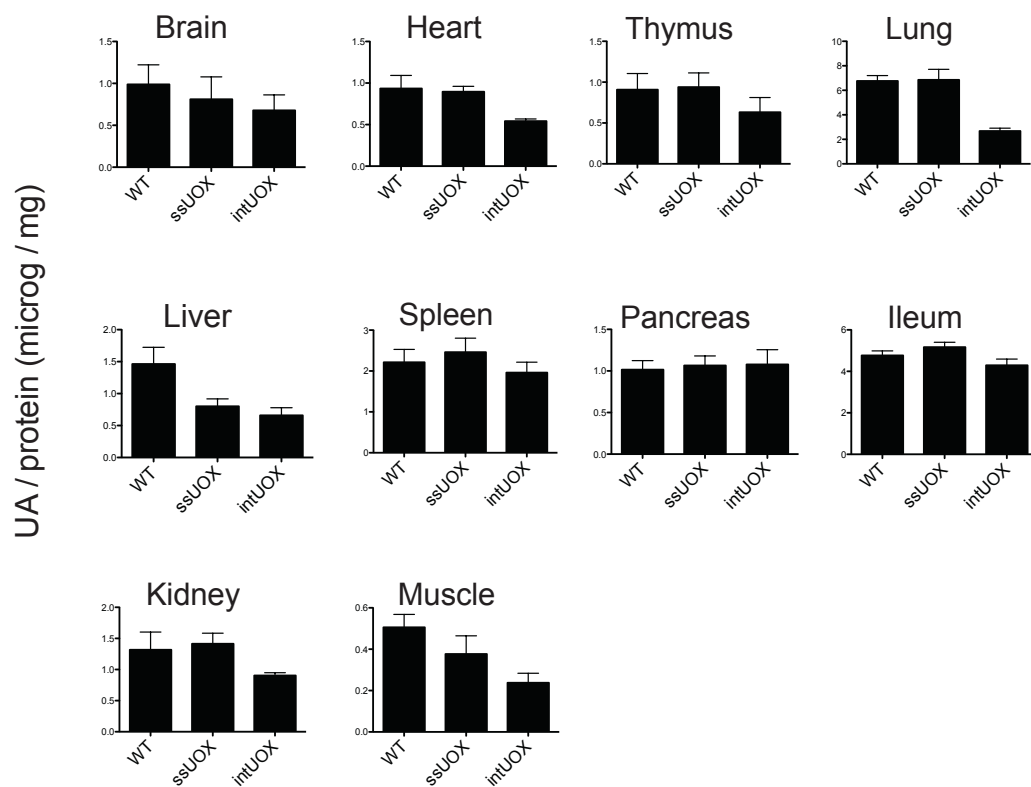 UA / protein (microg / mg)
Brain
1.5
1.0
0.5
0.0
WT
ssUOX
intUOX
Heart
1.5
1.0
0.5
0.0
WT
ssUOX
intUOX
Thymus
1.5
1.0
0.5
0.0
WT
ssUOX
intUOX
Lung
10
8
6
4
2
0
WT
ssUOX
intUOX
Liver
2.0
1.5
1.0
0.5
0.0
WT
ssUOX
intUOX
Spleen
3
2
1
0
WT
ssUOX
intUOX
Pancreas
1.5
1.0
0.5
0.0
WT
ssUOX
intUOX
Ileum
6
4
2
0
WT
ssUOX
intUOX
Kidney
2.0
1.5
1.0
0.5
0.0
WT
ssUOX
intUOX
Muscle
0.6
0.4
0.2
0.0
WT
ssUOX
intUOX